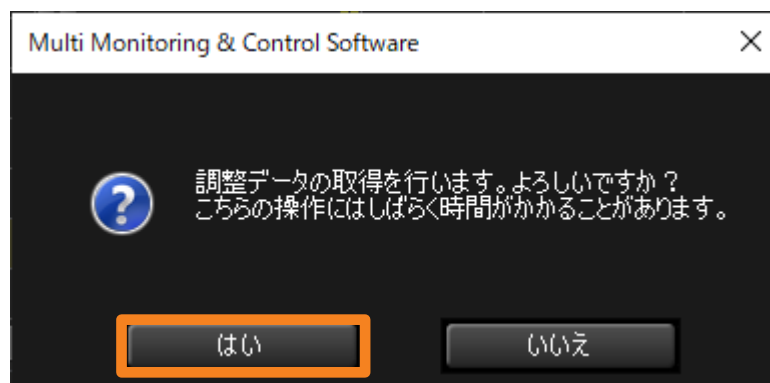 Multi Monitoring & Control Software
調整データの取得を行います。よろしいですか？
こちらの操作にはしばらく時間がかかることがあります。
はい
いいえ